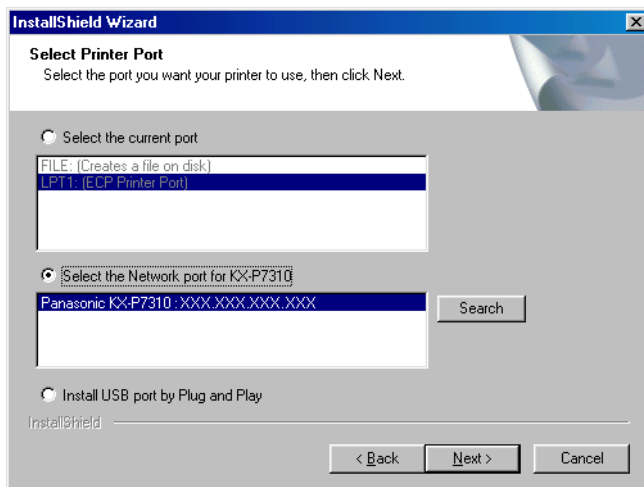 InstallShield Wizard
Select Printer Port
Select the port you want your printer to use, then click Next.
Select the current port
FILE: (Creates a file on disk)
LPT1: (ECP Printer Port)
Select the Network port for KX-P7310
Panasonic KX-P7310 : XXX.XXX.XXX.XXX
Search
Install USB port by Plug and Play
InstallShield
< Back
Next >
Cancel